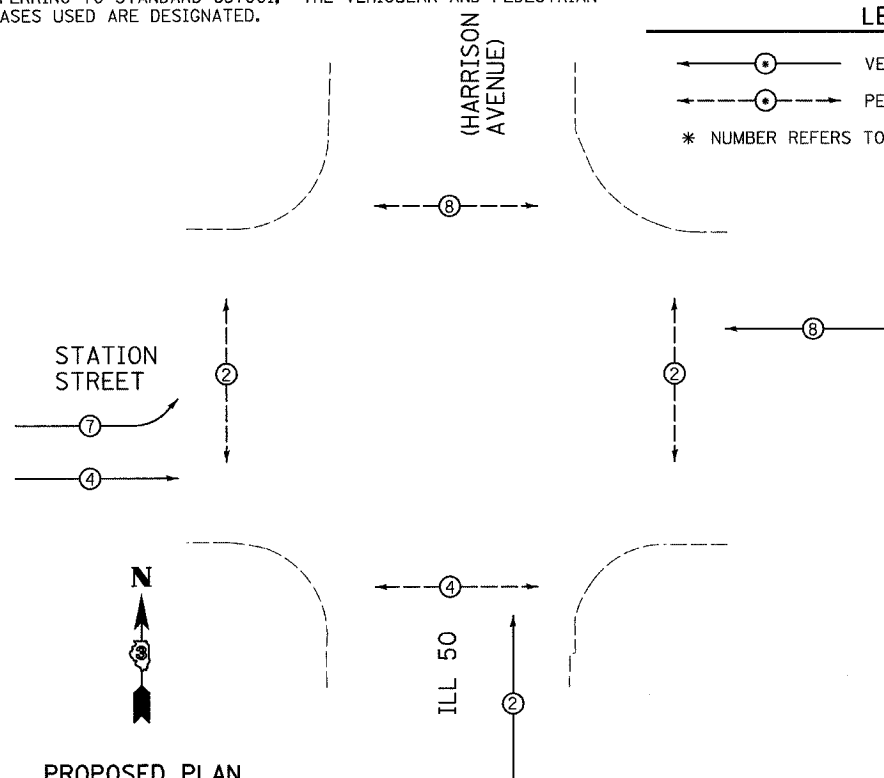 ASES USED ARE DESIGNATED.
LE
VE
PE
* NUMBER REFERS TO
(HARRISON
AVENUE)
8
8
STATION
STREET
2
2
7
4
N
3
4
ILL 50
2
PROPOSED PLAN